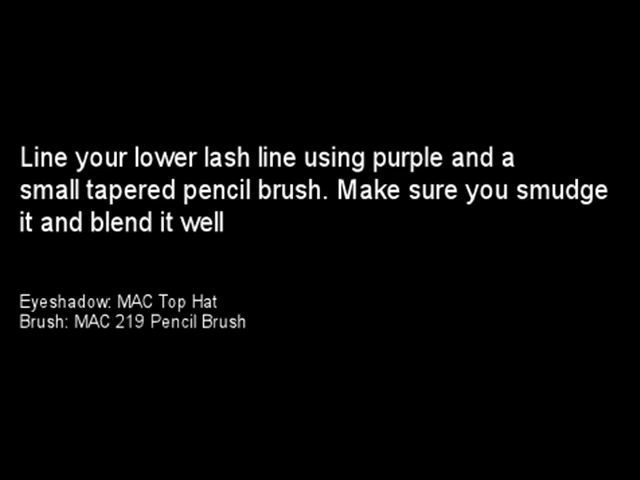 Line your lower lash line using purple and a
small tapered pencil brush. Make sure you smudge
it and blend it well
Eyeshadow: MAC Top Hat
Brush: MAC 219 Pencil Brush